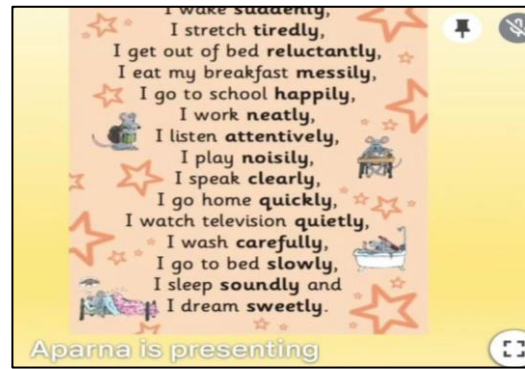 I wake suddenly,
I stretch tiredly,
I get out of bed reluctantly,
I eat my breakfast messily,
I go to school happily,
I work neatly,
I listen attentively,
I play noisily,
I speak clearly,
I go home quickly,
I watch television quietly,
I wash carefully,
I go to bed slowly,
I sleep soundly and
I dream sweetly.
Aparna is presenting